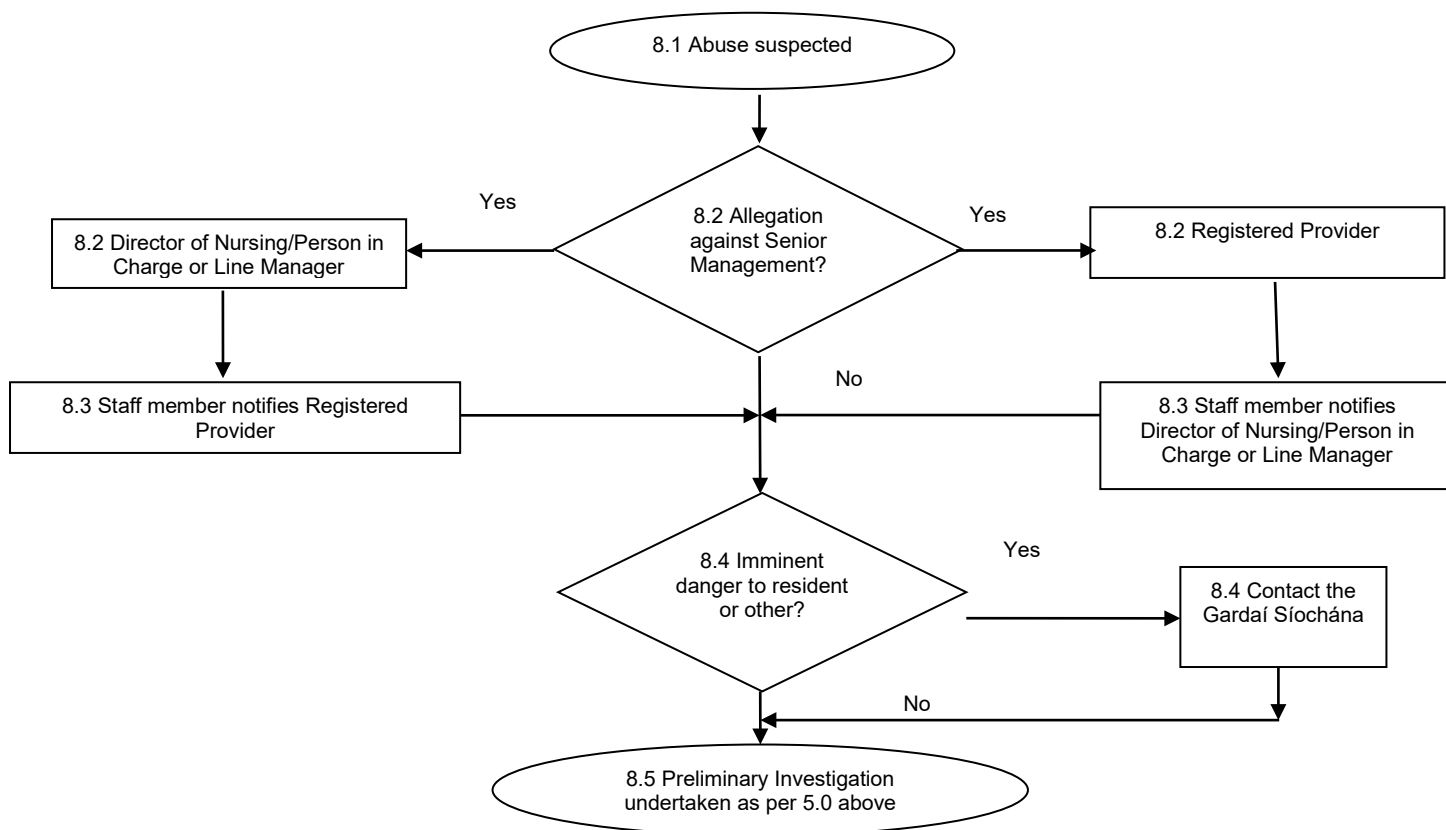 8.1 Abuse suspected
Yes
8.2 Allegation
against Senior
Management?
Yes
8.2 Director of Nursing/Person in
Charge or Line Manager
8.2 Registered Provider
No
8.3 Staff member notifies Registered
Provider
8.3 Staff member notifies
Director of Nursing/Person in
Charge or Line Manager
8.4 Imminent
danger to resident
or other?
Yes
8.4 Contact the
Gardaí Síochána
No
8.5 Preliminary Investigation
undertaken as per 5.0 above